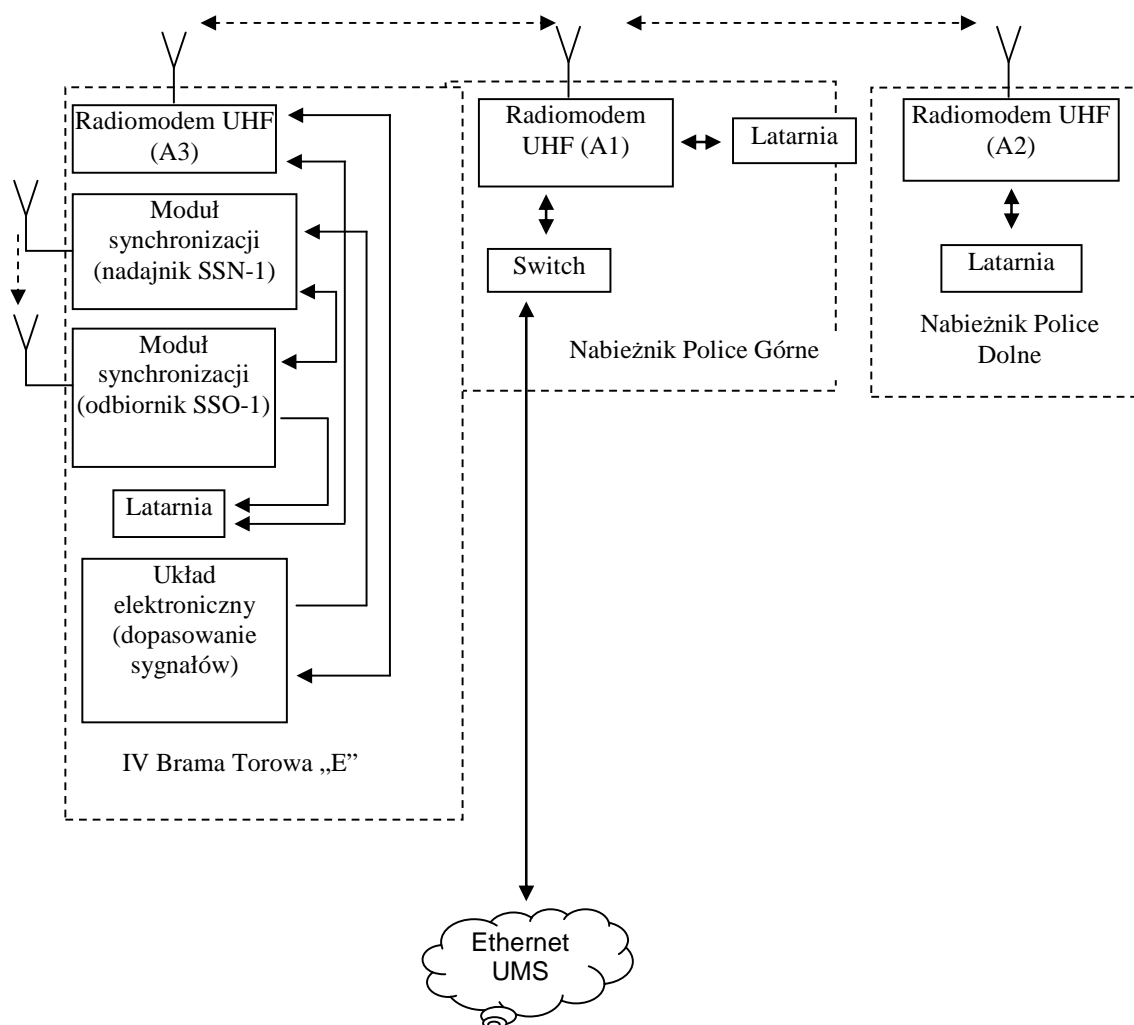 Radiomodem UHF
(A3)
Moduł
synchronizacji
(nadajnik SSN-1)
Moduł
synchronizacji
(odbiornik SSO-1)
Latarnia
Układ
elektroniczny
(dopasowanie
sygnałów)
IV Brama Torowa „E”
Radiomodem
UHF (A1)
Latarnia
Switch
Nabieżnik Police Górne
Radiomodem UHF
(A2)
Latarnia
Nabieżnik Police
Dolne
Ethernet
UMS